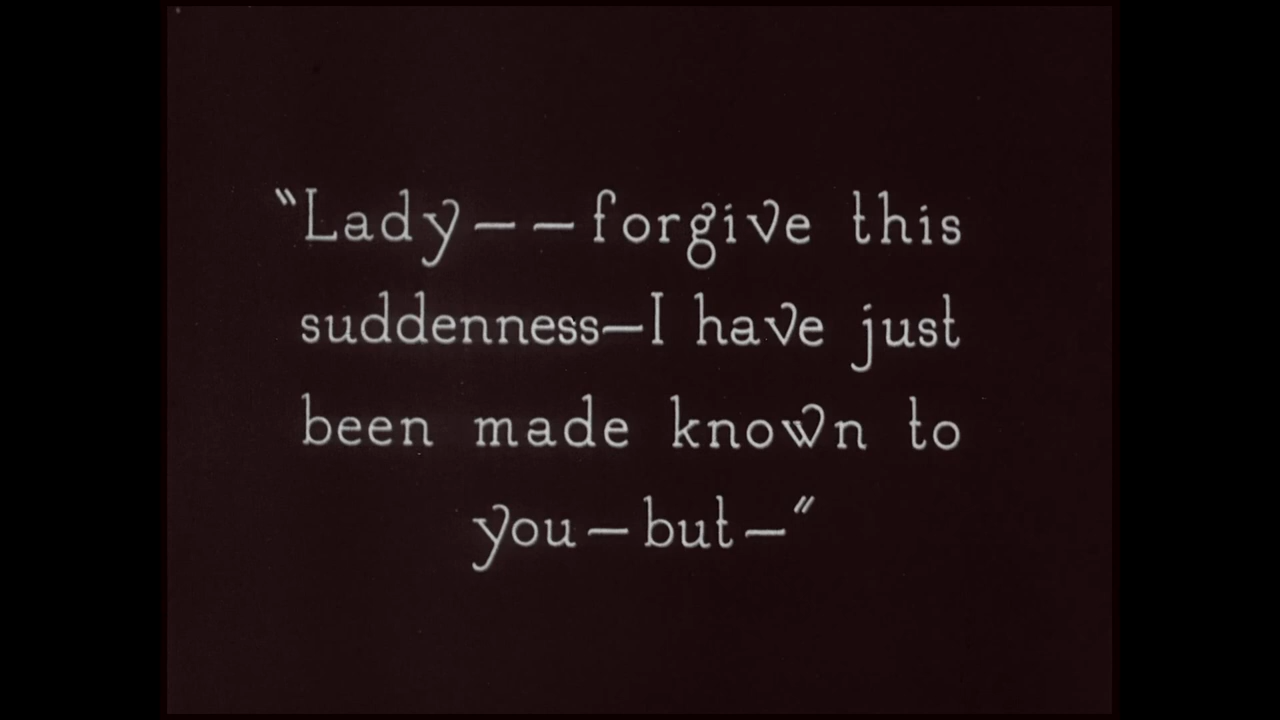 "Lady——forgive this
suddenness—I have just
been made known to
you—but—"